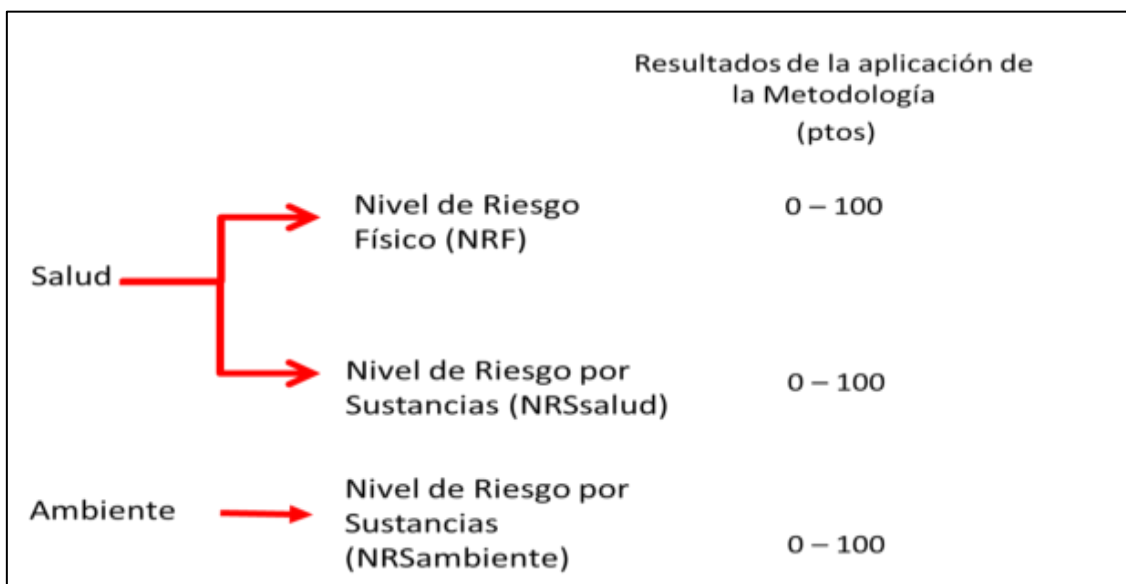 Resultados de la aplicación de
la Metodología
(ptos)
Salud
Nivel de Riesgo
Físico (NRF)
0 – 100
Nivel de Riesgo por
Sustancias (NRSsalud)
0 – 100
Ambiente
Nivel de Riesgo por
Sustancias
(NRSambiente)
0 – 100